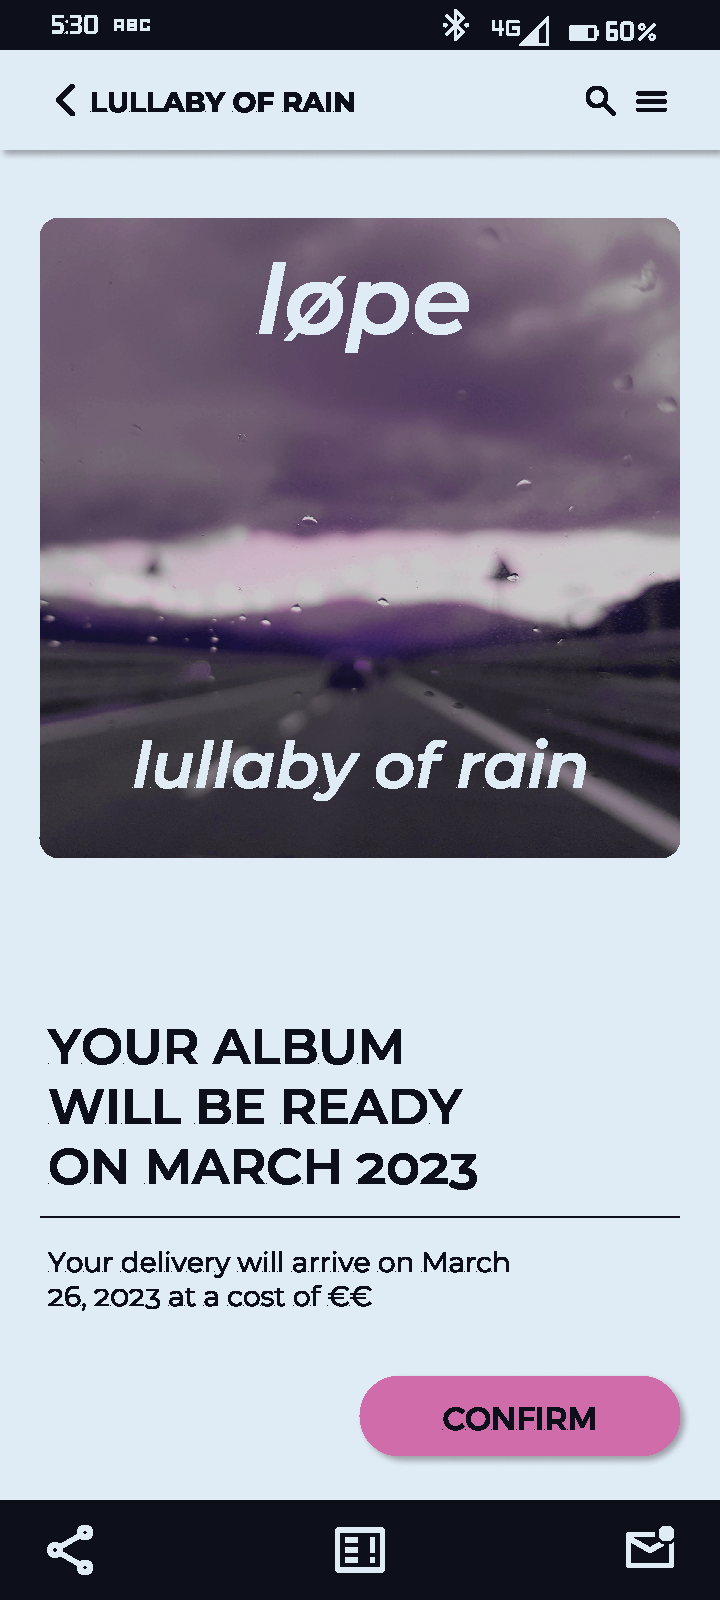 5:30 ABC 4G 60%
LULLABY OF RAIN
løpe
lullaby of rain
YOUR ALBUM
WILL BE READY
ON MARCH 2023
Your delivery will arrive on March
26, 2023 at a cost of €€
CONFIRM